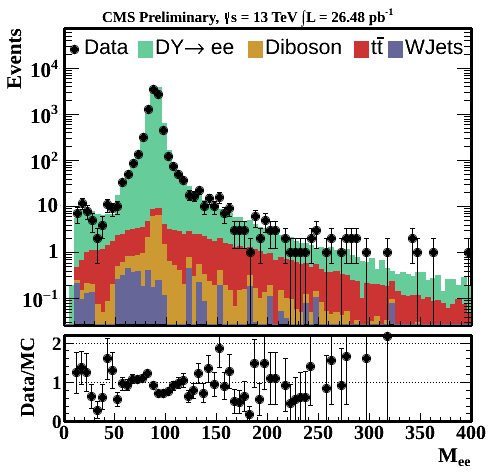 CMS Preliminary, √s = 13 TeV ∫L = 26.48 pb⁻¹
Events
Data DY→ ee Diboson tt̄ WJets
10⁴
10³
10²
10
1
10⁻¹
Data/MC
2
1
0
0 50 100 150 200 250 300 350 400
Mₑₑ